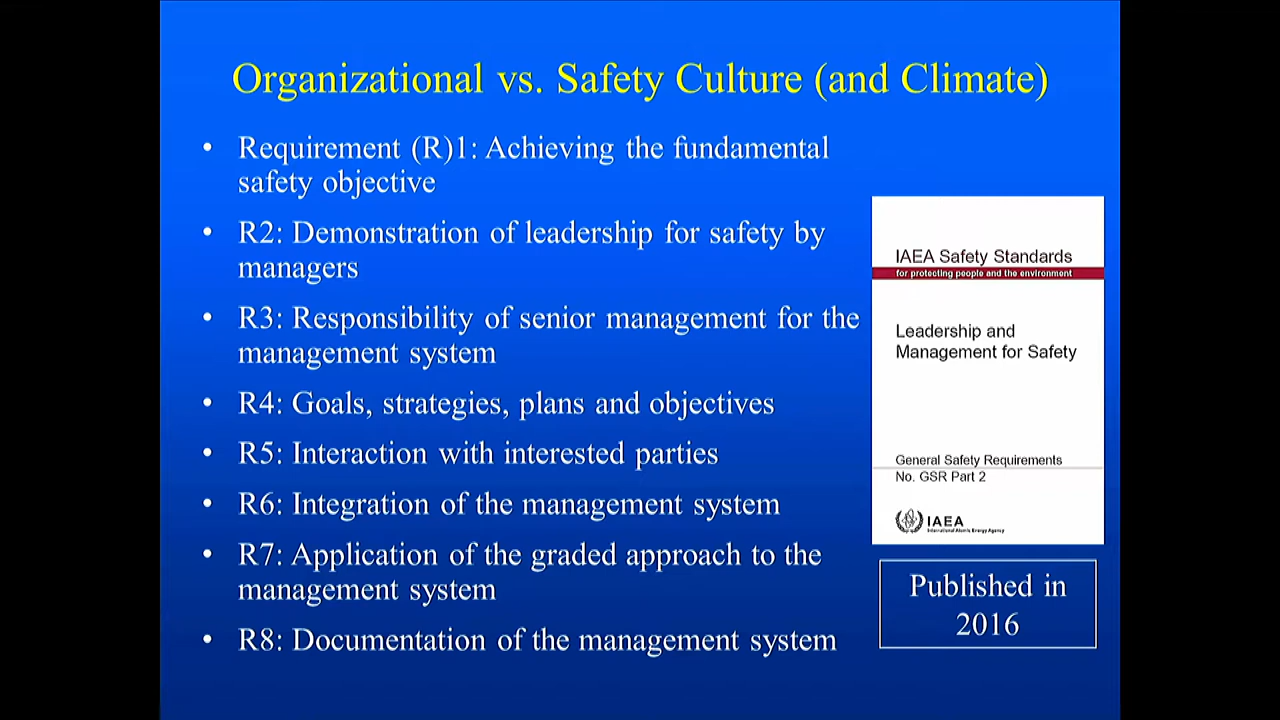 Organizational vs. Safety Culture (and Climate)
• Requirement (R)1: Achieving the fundamental
safety objective
• R2: Demonstration of leadership for safety by
managers
• R3: Responsibility of senior management for the
management system
• R4: Goals, strategies, plans and objectives
• R5: Interaction with interested parties
• R6: Integration of the management system
• R7: Application of the graded approach to the
management system
• R8: Documentation of the management system
IAEA Safety Standards
for protecting people and the environment
Leadership and
Management for Safety
General Safety Requirements
No. GSR Part 2
IAEA
International Atomic Energy Agency
Published in
2016